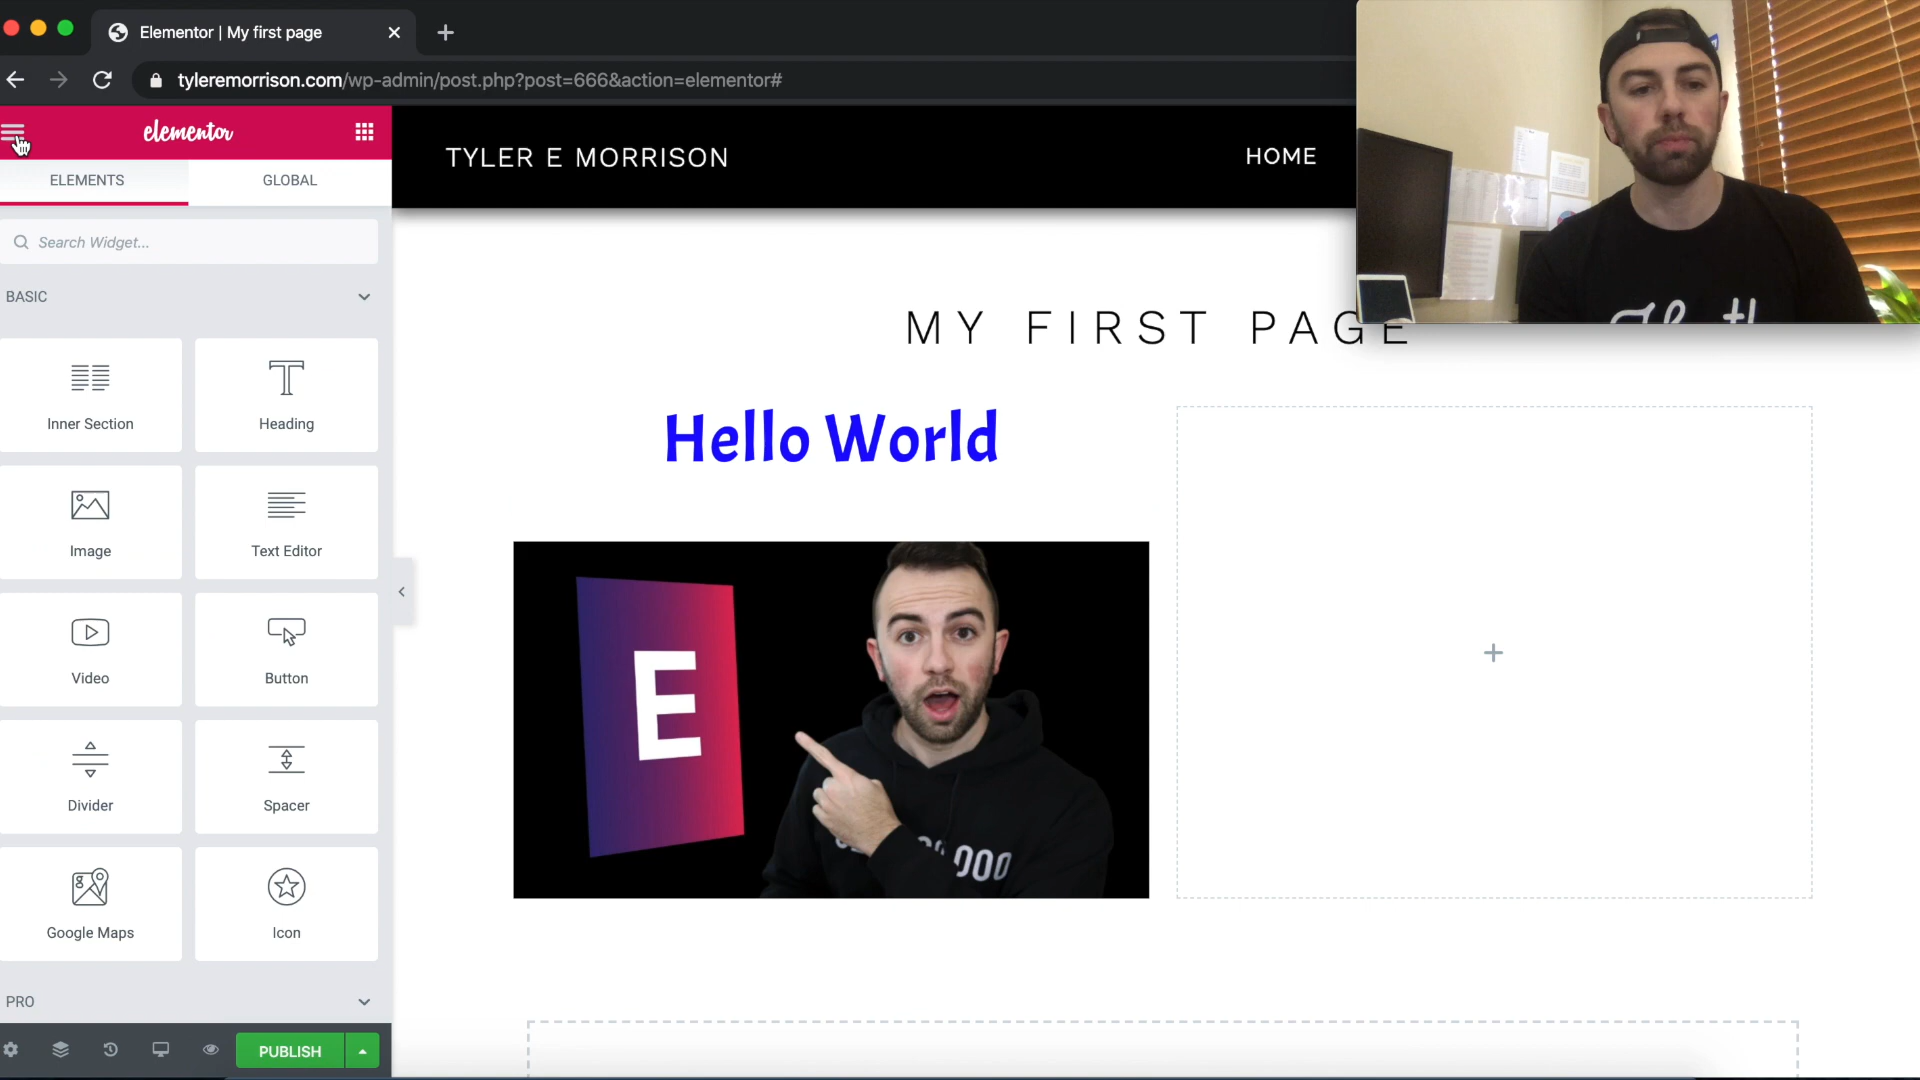 Elementor | My first page
tyleremorrison.com/wp-admin/post.php?post=666&action=elementor#
elementor
ELEMENTS
GLOBAL
Search Widget...
BASIC
Inner Section
Heading
Image
Text Editor
Video
Button
Divider
Spacer
Google Maps
Icon
PRO
PUBLISH
TYLER E MORRISON
HOME
MY FIRST PAGE
Hello World
E